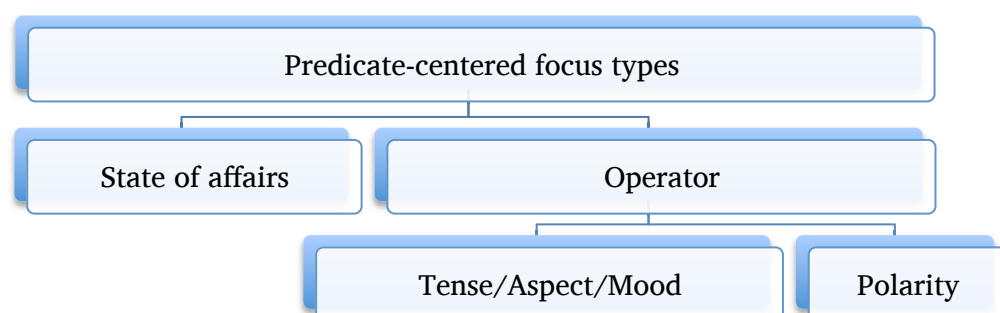 Predicate-centered focus types
State of affairs
Operator
Tense/Aspect/Mood
Polarity